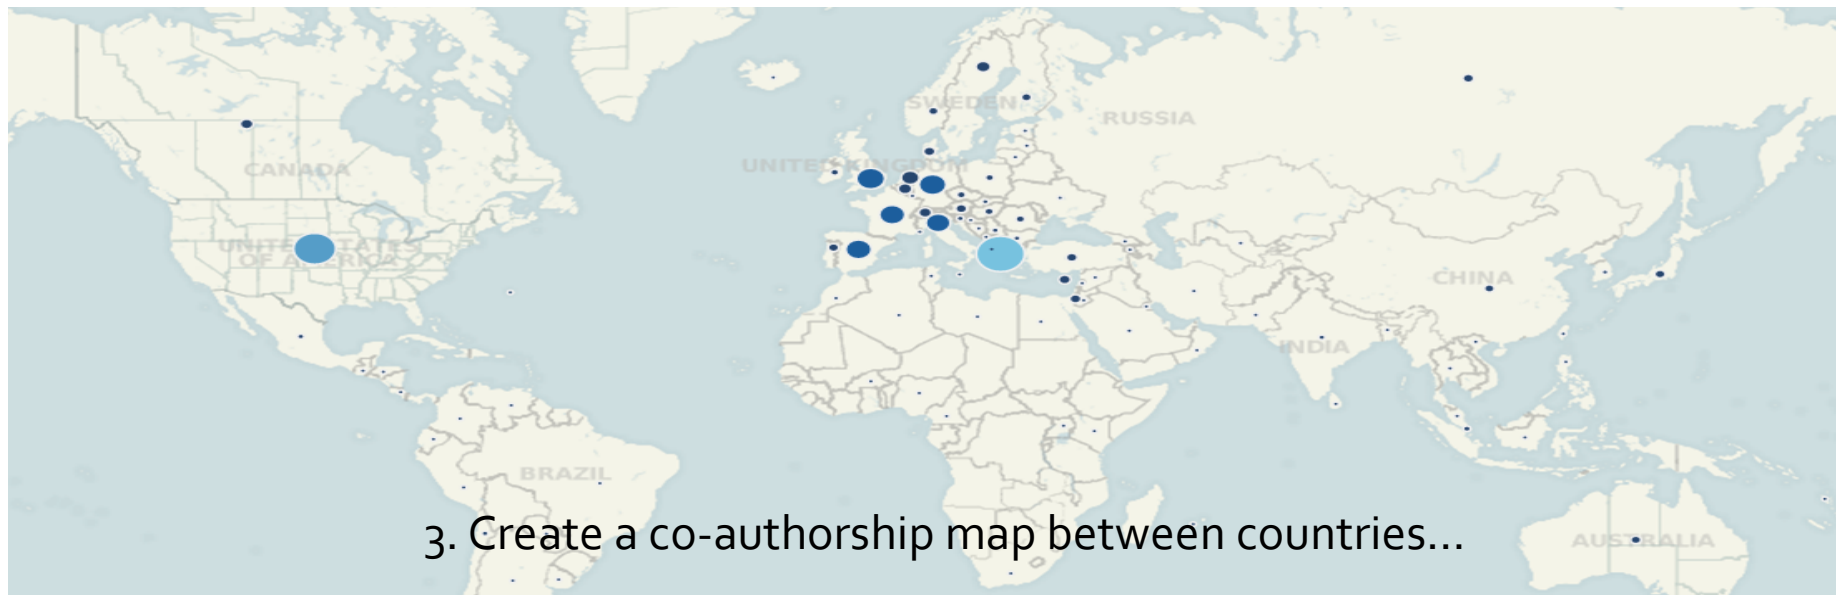 SWEDEN
RUSSIA
UNITED KINGDOM
CANADA
UNITED STATES
OF AMERICA
CHINA
INDIA
BRAZIL
3. Create a co-authorship map between countries...
AUSTRALIA